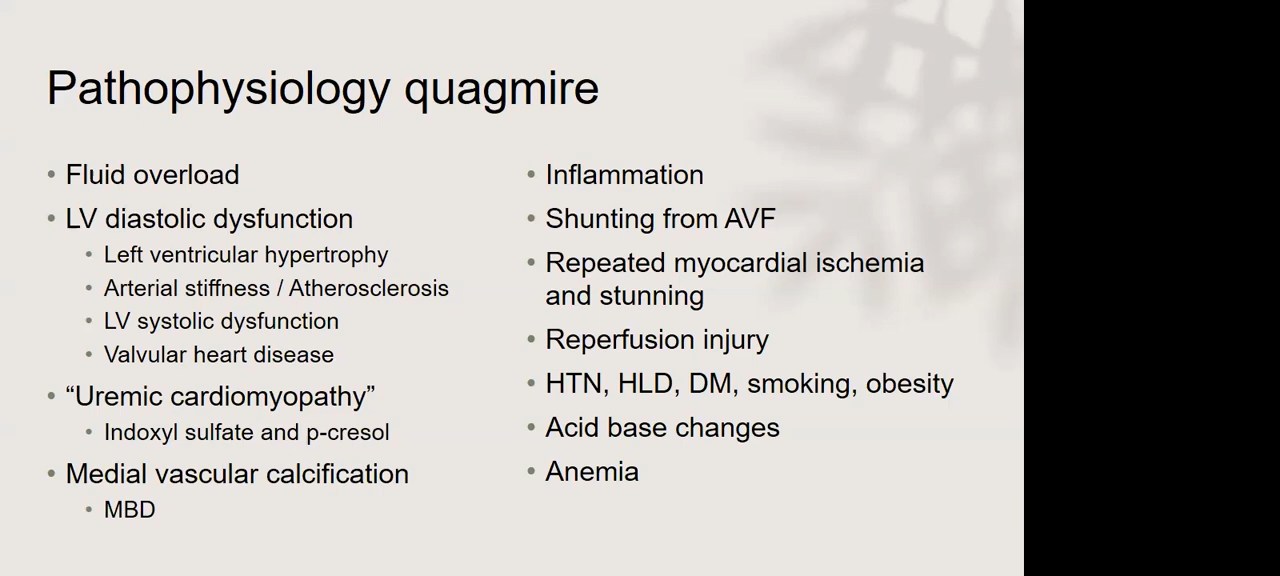 Pathophysiology quagmire
• Fluid overload
• LV diastolic dysfunction
• Left ventricular hypertrophy
• Arterial stiffness / Atherosclerosis
• LV systolic dysfunction
• Valvular heart disease
• “Uremic cardiomyopathy”
• Indoxyl sulfate and p-cresol
• Medial vascular calcification
• MBD
• Inflammation
• Shunting from AVF
• Repeated myocardial ischemia
and stunning
• Reperfusion injury
• HTN, HLD, DM, smoking, obesity
• Acid base changes
• Anemia